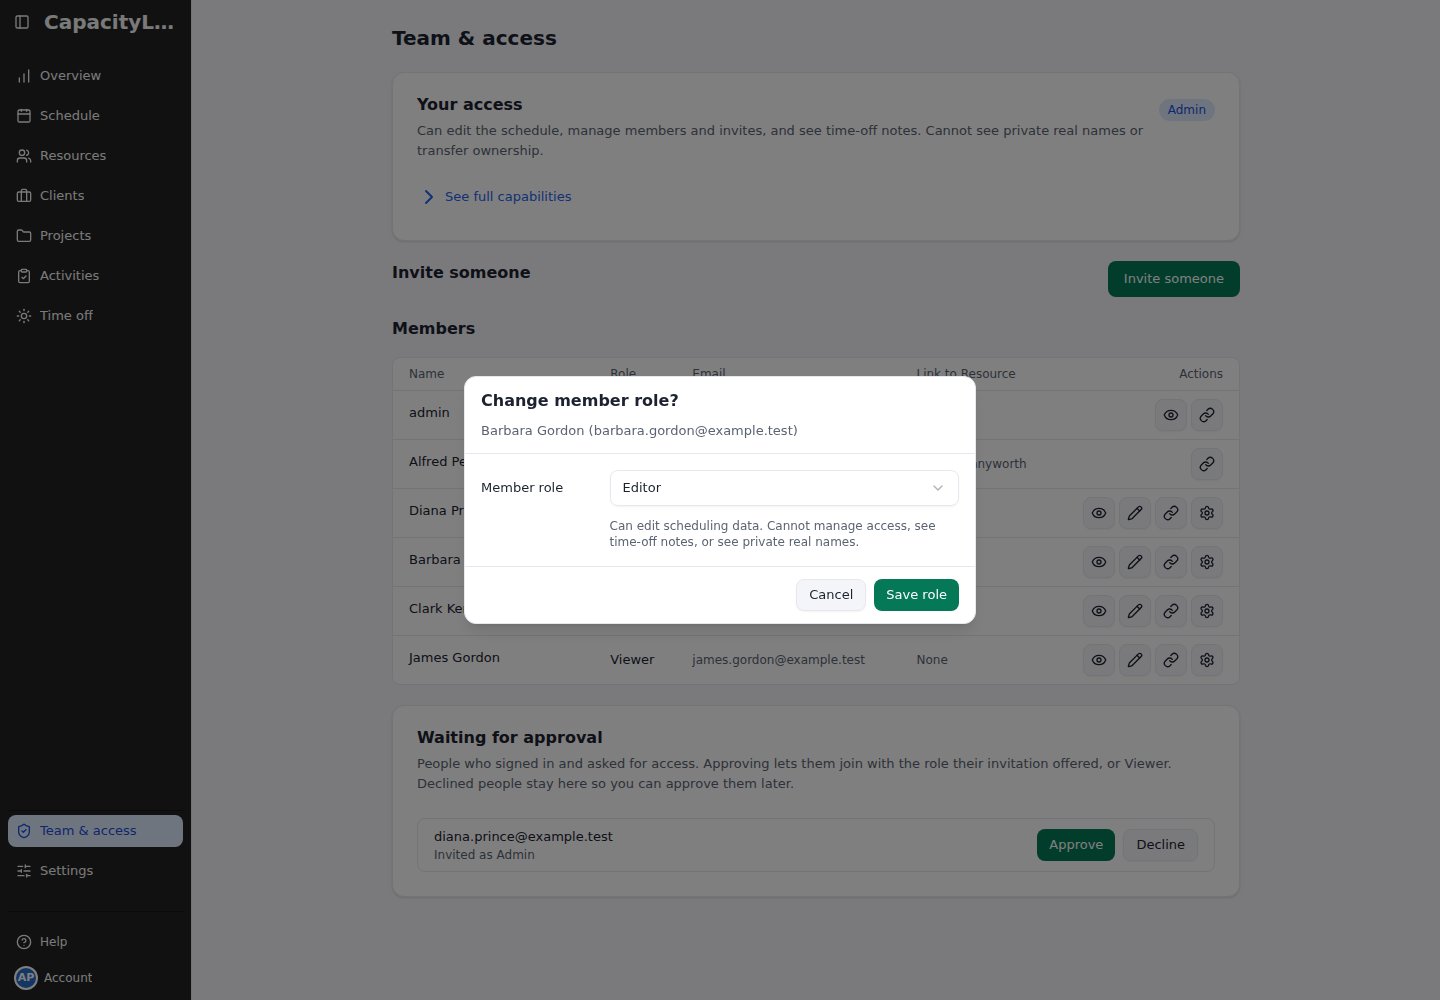 CapacityL...
Overview
Schedule
Resources
Clients
Projects
Activities
Time off
Team & access
Settings
Help
AP Account
Team & access
Your access
Admin
Can edit the schedule, manage members and invites, and see time-off notes. Cannot see private real names or
transfer ownership.
See full capabilities
Invite someone
Invite someone
Members
Name Role Email Link to Resource Actions
admin
Alfred
Diana
Barbara
Clark
James Gordon Viewer james.gordon@example.test None
Change member role?
Barbara Gordon (barbara.gordon@example.test)
Member role Editor
Can edit scheduling data. Cannot manage access, see
time-off notes, or see private real names.
Cancel Save role
Waiting for approval
People who signed in and asked for access. Approving lets them join with the role their invitation offered, or Viewer.
Declined people stay here so you can approve them later.
diana.prince@example.test
Invited as Admin
Approve Decline